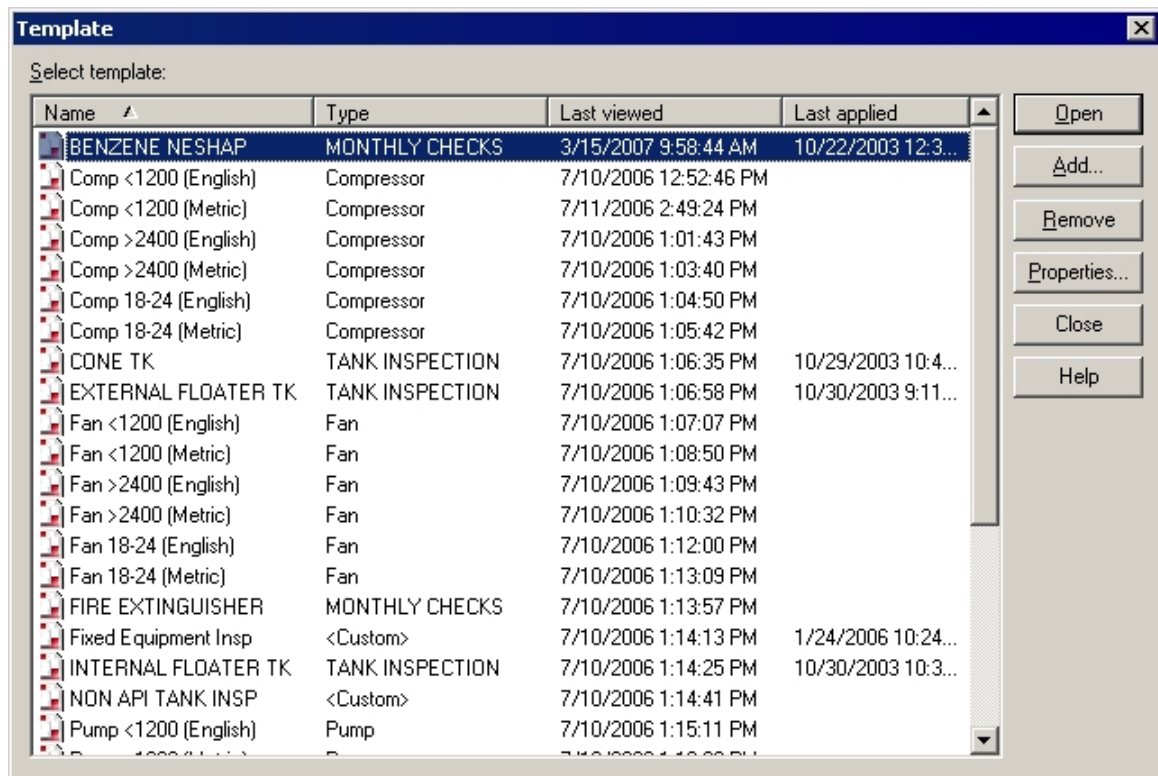 Template
Select template:
Name Type Last viewed Last applied
BENZENE NESHAP MONTHLY CHECKS 3/15/2007 9:58:44 AM 10/22/2003 12:3...
Comp <1200 (English) Compressor 7/10/2006 12:52:46 PM
Comp <1200 (Metric) Compressor 7/11/2006 2:49:24 PM
Comp >2400 (English) Compressor 7/10/2006 1:01:43 PM
Comp >2400 (Metric) Compressor 7/10/2006 1:03:40 PM
Comp 18-24 (English) Compressor 7/10/2006 1:04:50 PM
Comp 18-24 (Metric) Compressor 7/10/2006 1:05:42 PM
CONE TK TANK INSPECTION 7/10/2006 1:06:35 PM 10/29/2003 10:4...
EXTERNAL FLOATER TK TANK INSPECTION 7/10/2006 1:06:58 PM 10/30/2003 9:11...
Fan <1200 (English) Fan 7/10/2006 1:07:07 PM
Fan <1200 (Metric) Fan 7/10/2006 1:08:50 PM
Fan >2400 (English) Fan 7/10/2006 1:09:43 PM
Fan >2400 (Metric) Fan 7/10/2006 1:10:32 PM
Fan 18-24 (English) Fan 7/10/2006 1:12:00 PM
Fan 18-24 (Metric) Fan 7/10/2006 1:13:09 PM
FIRE EXTINGUISHER MONTHLY CHECKS 7/10/2006 1:13:57 PM
Fixed Equipment Insp <Custom> 7/10/2006 1:14:13 PM 1/24/2006 10:24...
INTERNAL FLOATER TK TANK INSPECTION 7/10/2006 1:14:25 PM 10/30/2003 10:3...
NON API TANK INSP <Custom> 7/10/2006 1:14:41 PM
Pump <1200 (English) Pump 7/10/2006 1:15:11 PM
Open
Add...
Remove
Properties...
Close
Help